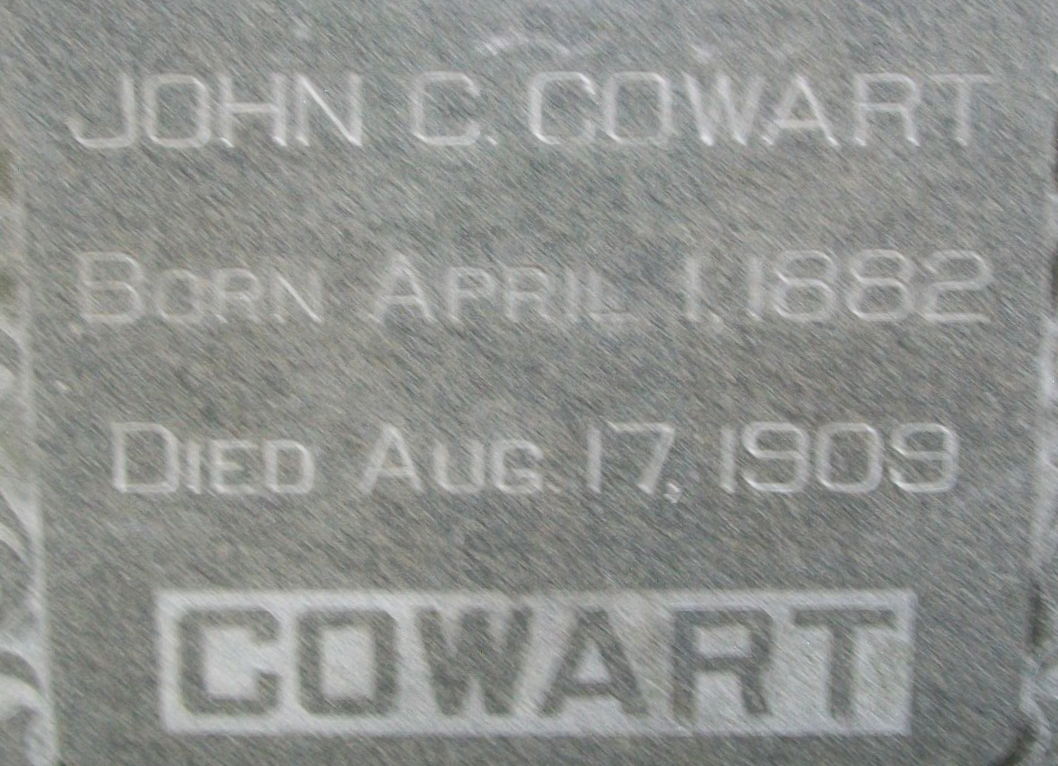 JOHN C. COWART
BORN APRIL 1, 1882
DIED AUG. 17, 1909
COWART